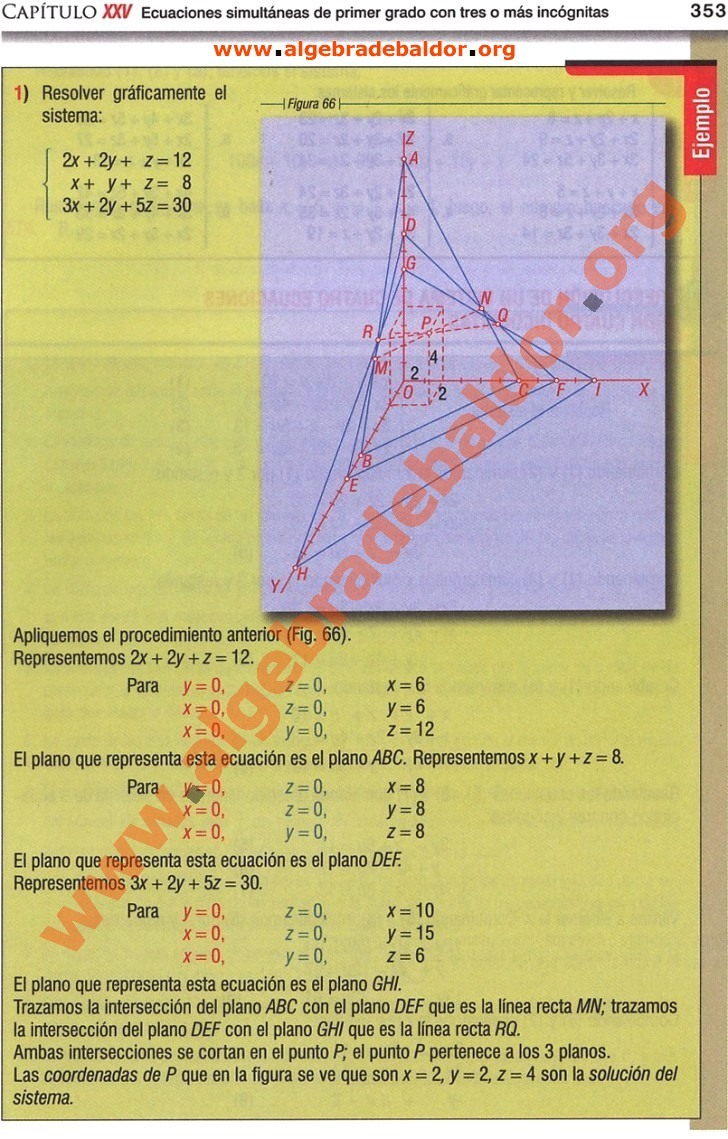 CAPÍTULO XXV Ecuaciones simultáneas de primer grado con tres o más incógnitas 353
www.algebradebaldor.org
Ejemplo
1) Resolver gráficamente el
sistema:
2x + 2y + z = 12
x + y + z = 8
3x + 2y + 5z = 30
Figura 66
Z
A
D
G
N
Q
R
P
M
4
2
O
2
C
F
I
X
B
E
H
Y
Apliquemos el procedimiento anterior (Fig. 66).
Representemos 2x + 2y + z = 12.
Para y = 0, z = 0, x = 6
x = 0, z = 0, y = 6
x = 0, y = 0, z = 12
El plano que representa esta ecuación es el plano ABC. Representemos x + y + z = 8.
Para y = 0, z = 0, x = 8
x = 0, z = 0, y = 8
x = 0, y = 0, z = 8
El plano que representa esta ecuación es el plano DEF.
Representemos 3x + 2y + 5z = 30.
Para y = 0, z = 0, x = 10
x = 0, z = 0, y = 15
x = 0, y = 0, z = 6
El plano que representa esta ecuación es el plano GHI.
Trazamos la intersección del plano ABC con el plano DEF que es la línea recta MN; trazamos
la intersección del plano DEF con el plano GHI que es la línea recta RQ.
Ambas intersecciones se cortan en el punto P; el punto P pertenece a los 3 planos.
Las coordenadas de P que en la figura se ve que son x = 2, y = 2, z = 4 son la solución del
sistema.
www.algebradebaldor.org